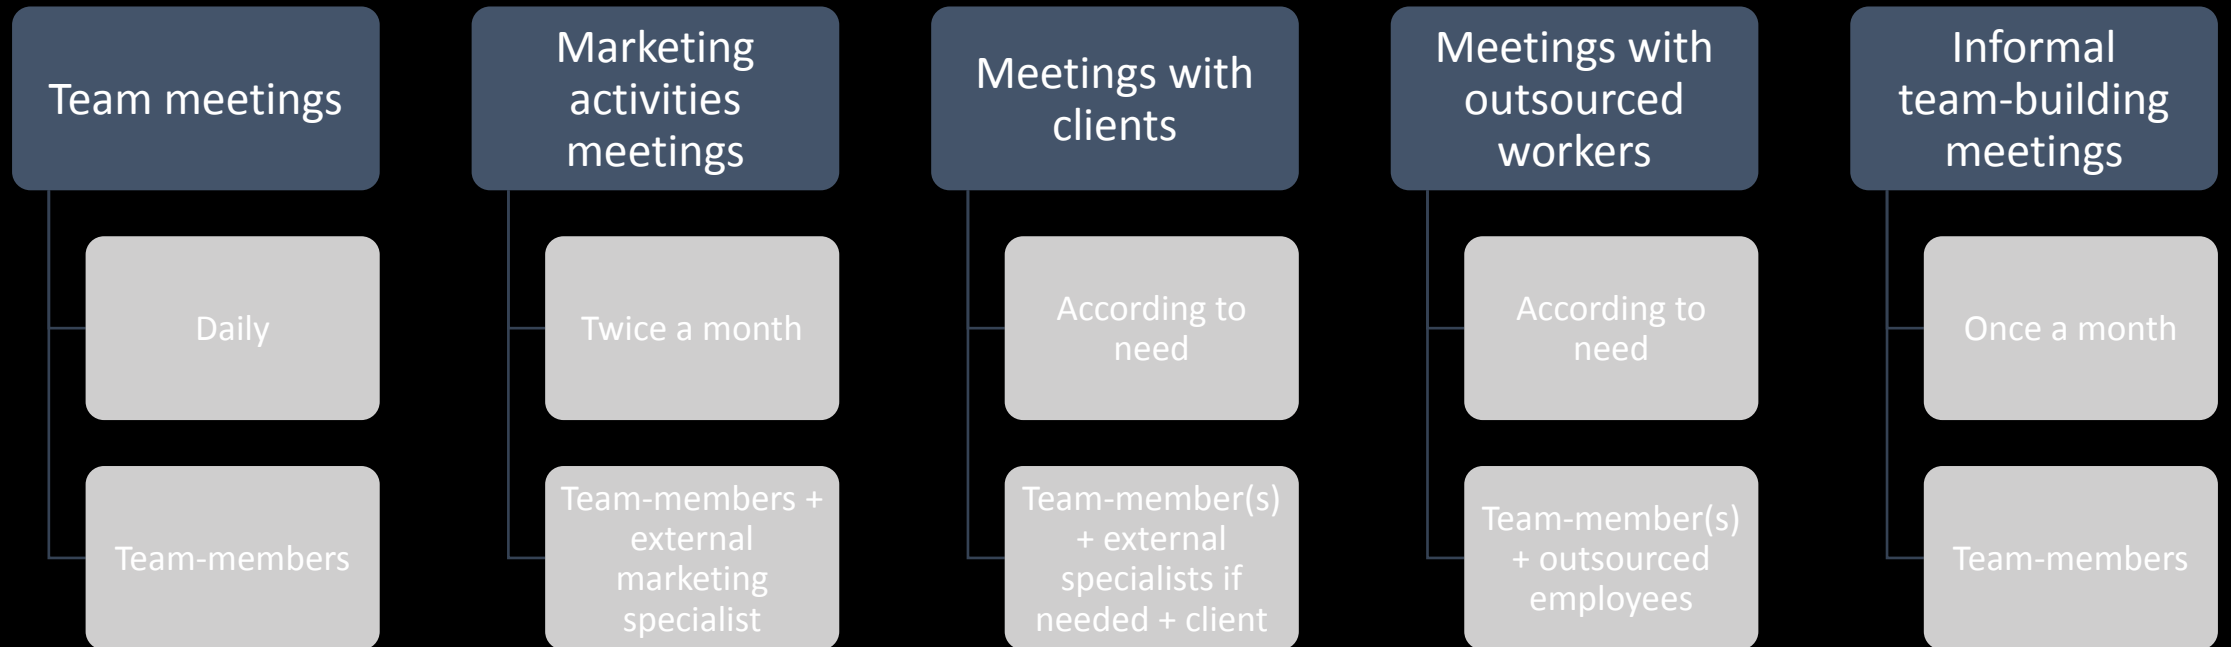 Team meetings
Daily
Team-members
Marketing
activities
meetings
Twice a month
Team-members +
external
marketing
specialist
Meetings with
clients
According to
need
Team-member(s)
+ external
specialists if
needed + client
Meetings with
outsourced
workers
According to
need
Team-member(s)
+ outsourced
employees
Informal
team-building
meetings
Once a month
Team-members